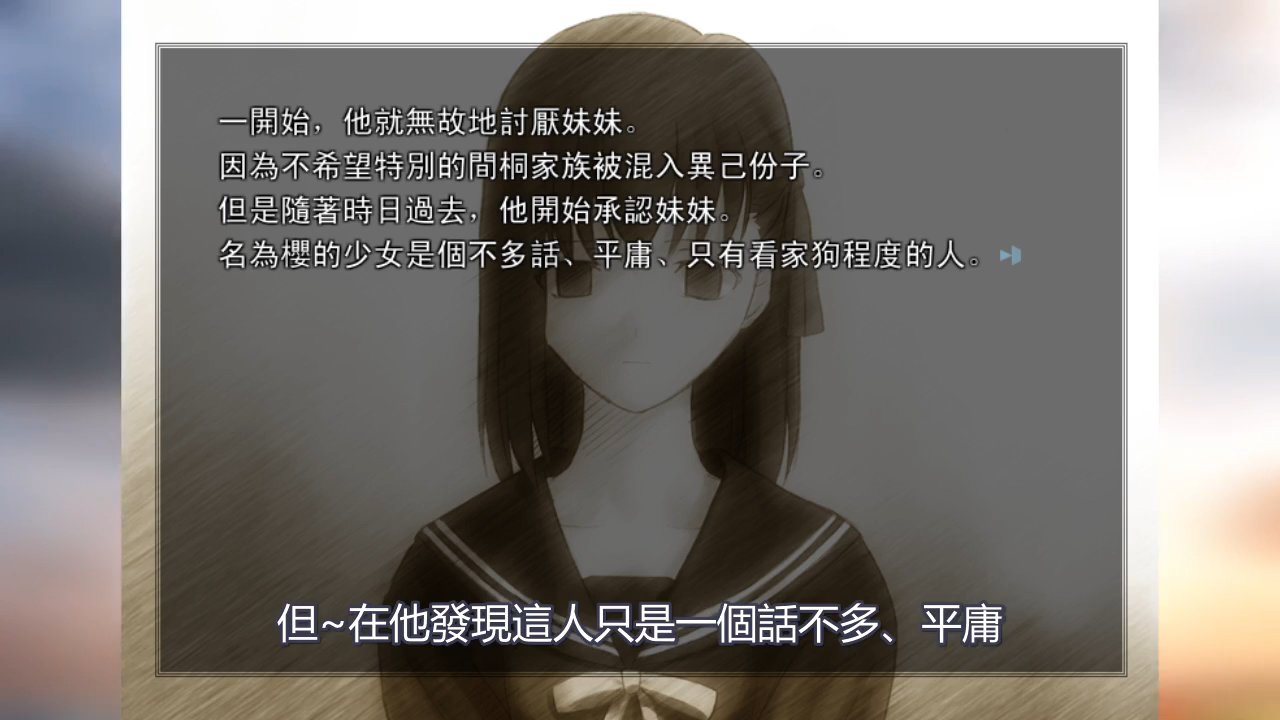 一開始，他就無故地討厭妹妹。
因為不希望特別的間桐家族被混入異己份子。
但是隨著時日過去，他開始承認妹妹。
名為櫻的少女是個不多話、平庸、只有看家狗程度的人。
但~在他發現這人只是一個話不多、平庸